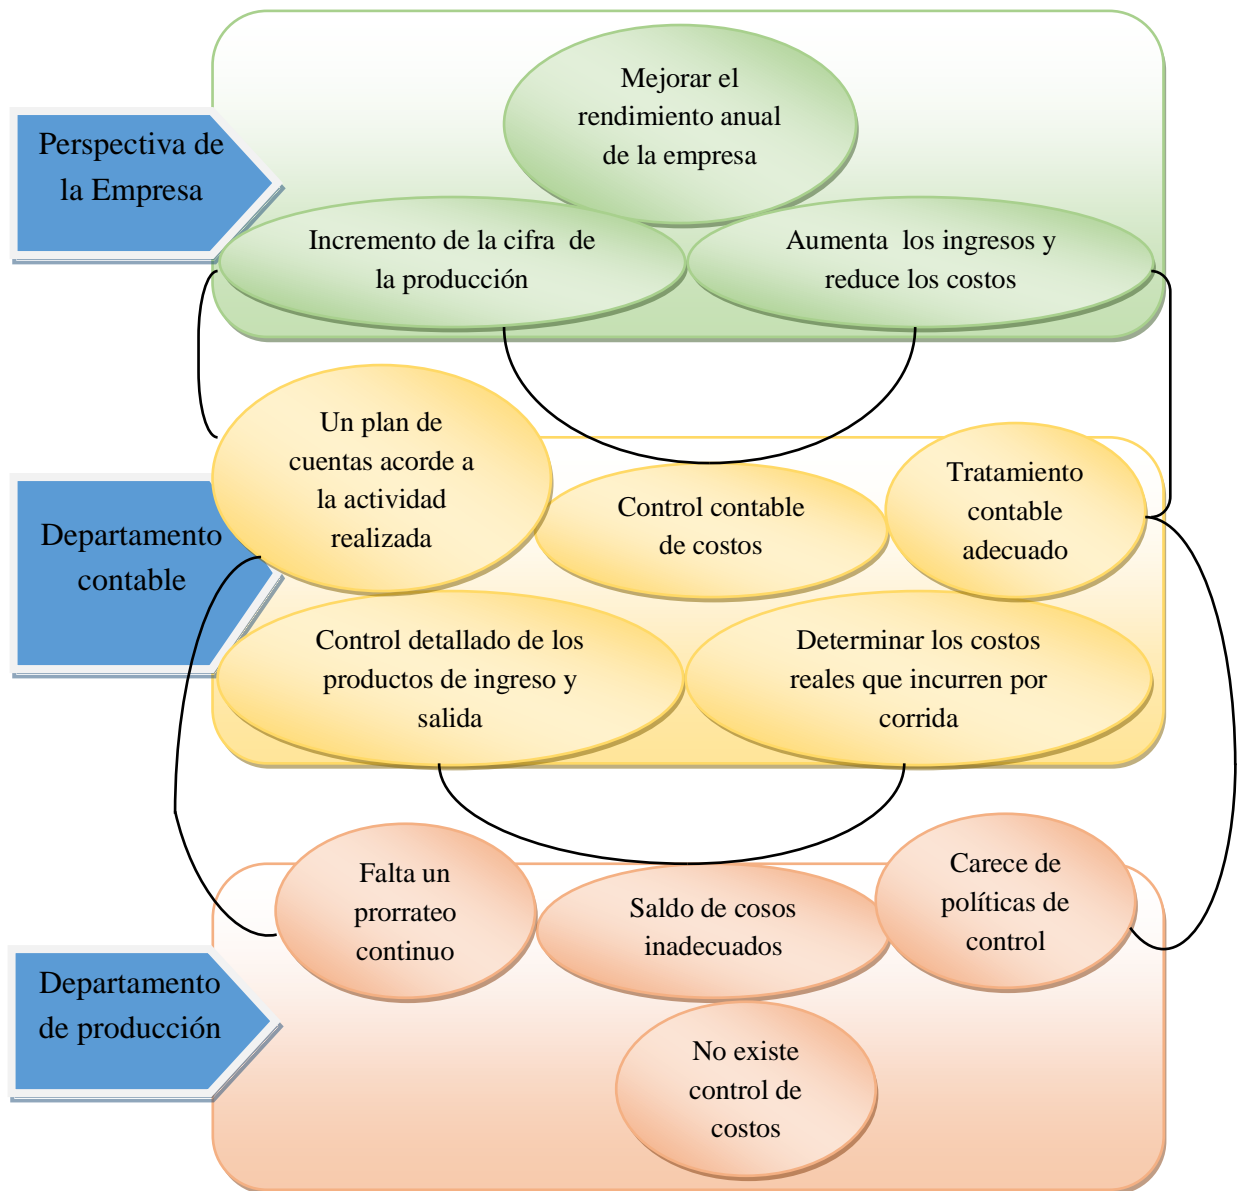 Perspectiva de
la Empresa
Mejorar el
rendimiento anual
de la empresa
Incremento de la cifra  de
la producción
Aumenta  los ingresos y
reduce los costos
Departamento
contable
Un plan de
cuentas acorde a
la actividad
realizada
Control contable
de costos
Tratamiento
contable
adecuado
Control detallado de los
productos de ingreso y
salida
Determinar los costos
reales que incurren por
corrida
Departamento
de producción
Falta un
prorrateo
continuo
Saldo de cosos
inadecuados
Carece de
políticas de
control
No existe
control de
costos